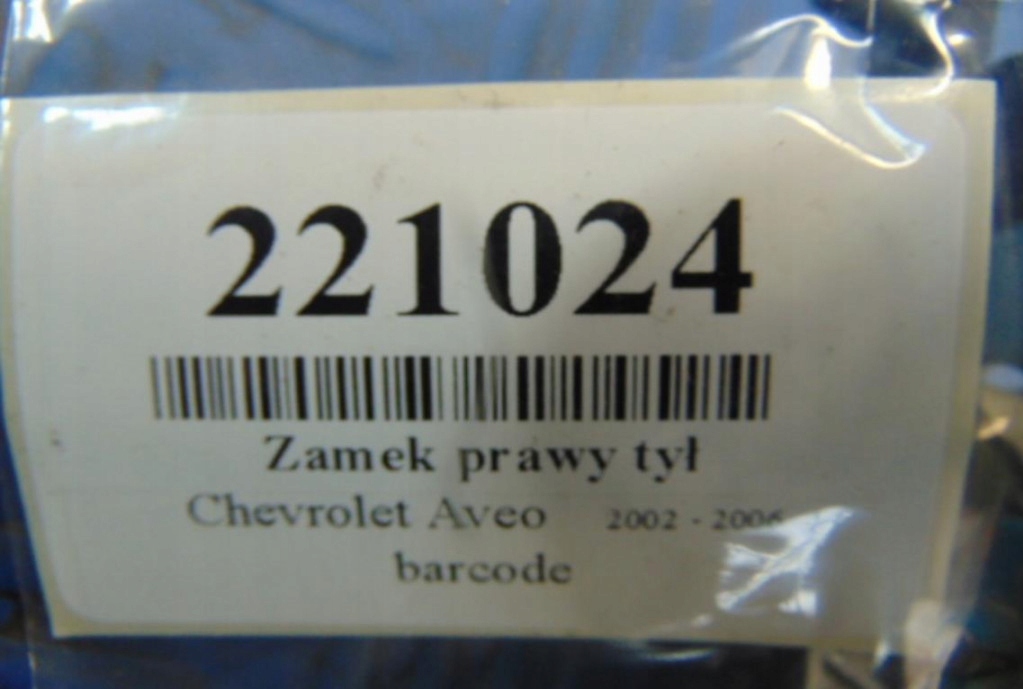 221024
Zamek prawy tył
Chevrolet Aveo 2002 - 2006
barcode